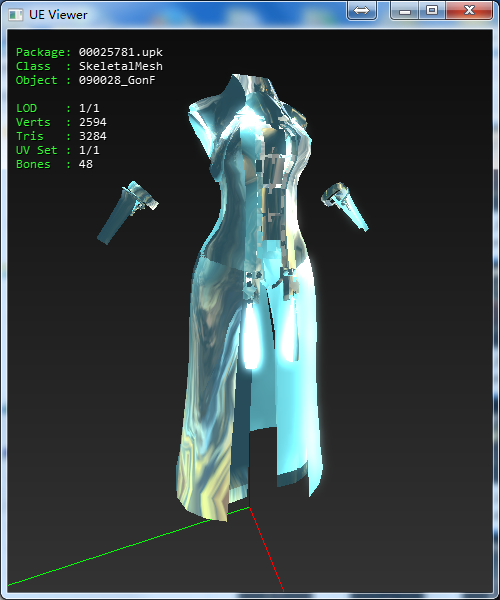 UE Viewer
Package: 00025781.upk
Class  : SkeletalMesh
Object : 090028_GonF
LOD    : 1/1
Verts  : 2594
Tris   : 3284
UV Set : 1/1
Bones  : 48